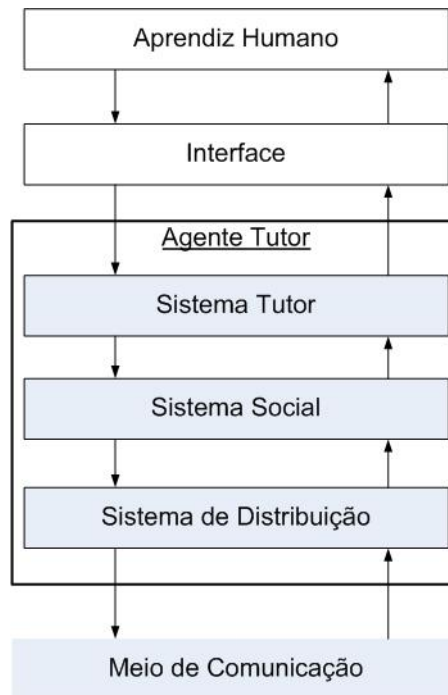 Aprendiz Humano
Interface
Agente Tutor
Sistema Tutor
Sistema Social
Sistema de Distribuição
Meio de Comunicação